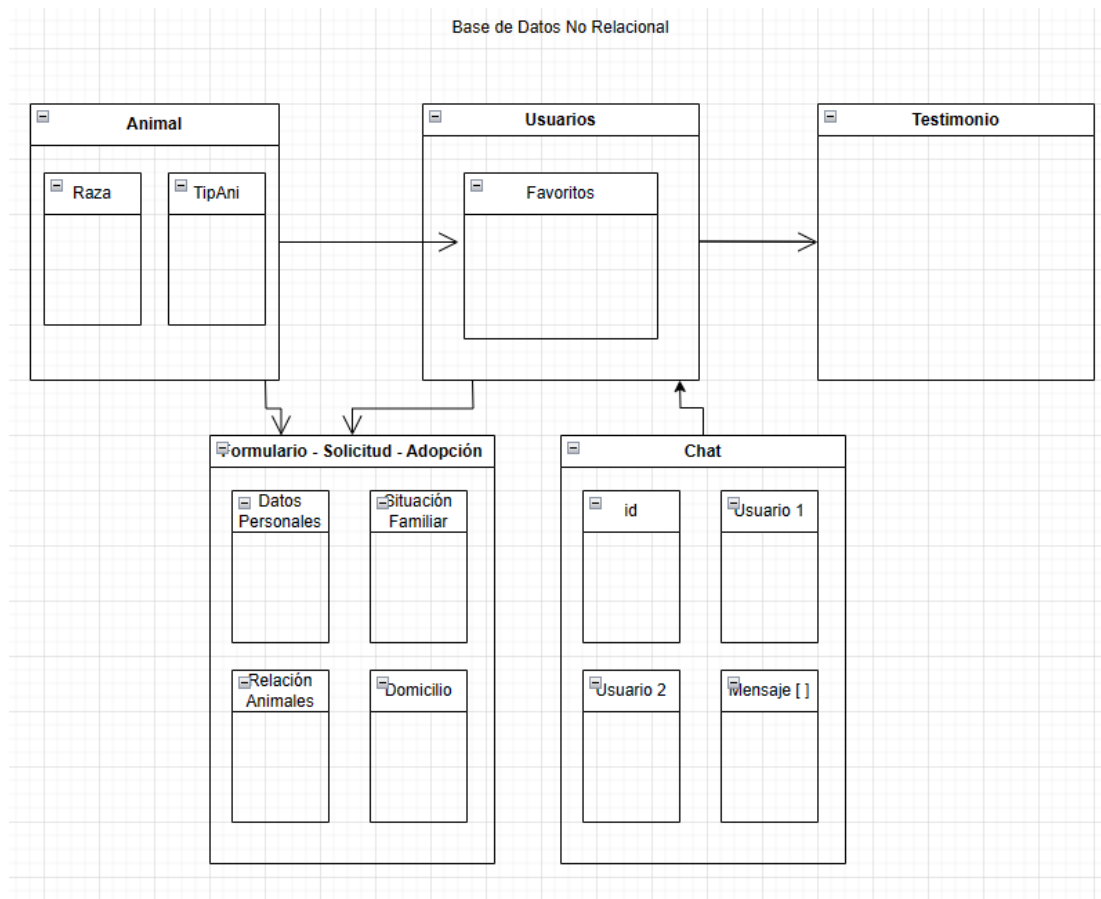 Base de Datos No Relacional
Animal
Usuarios
Testimonio
Raza
TipAni
Favoritos
Formulario - Solicitud - Adopción
Chat
Datos
Personales
Situación
Familiar
id
Usuario 1
Relación
Animales
Domicilio
Usuario 2
Mensaje [ ]